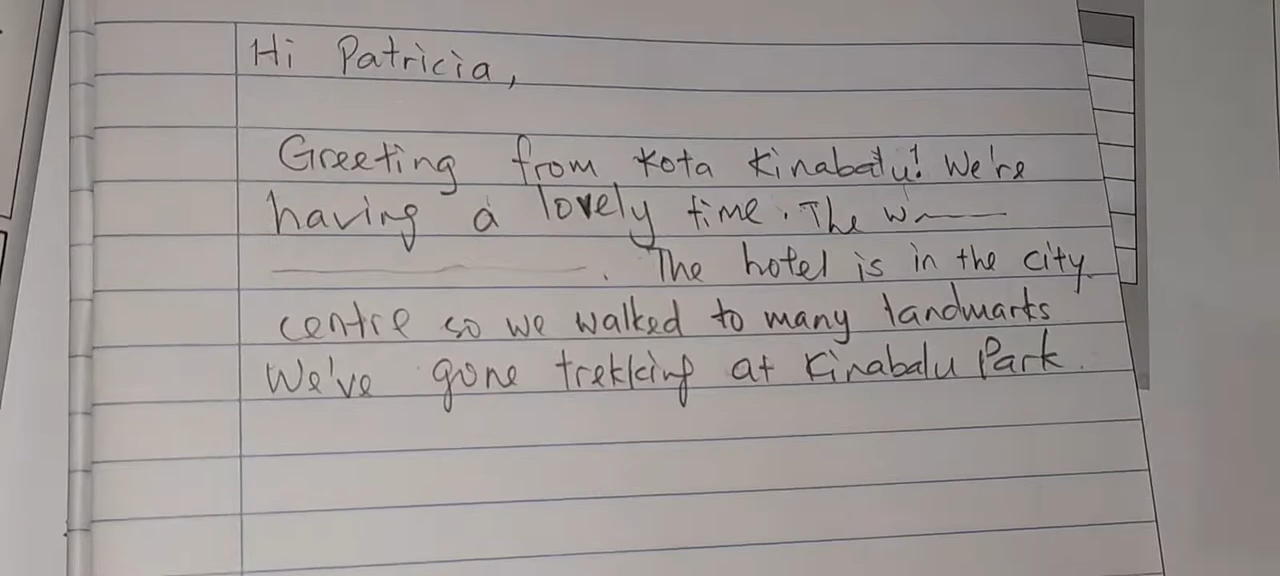 Hi Patricia,
Greeting from Kota Kinabalu! We're
having a lovely time. The w
. The hotel is in the city
centre so we walked to many landmarks
We've gone trekking at Kinabalu Park.